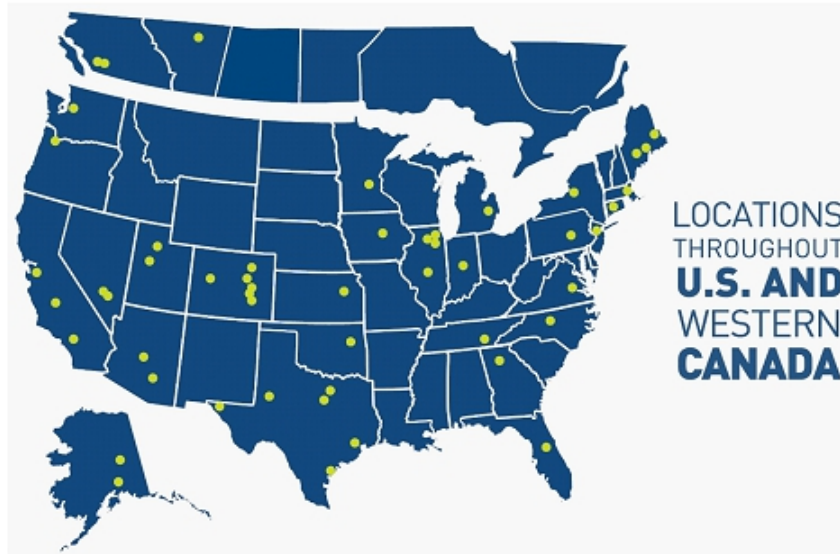 LOCATIONS
THROUGHOUT
U.S. AND
WESTERN
CANADA